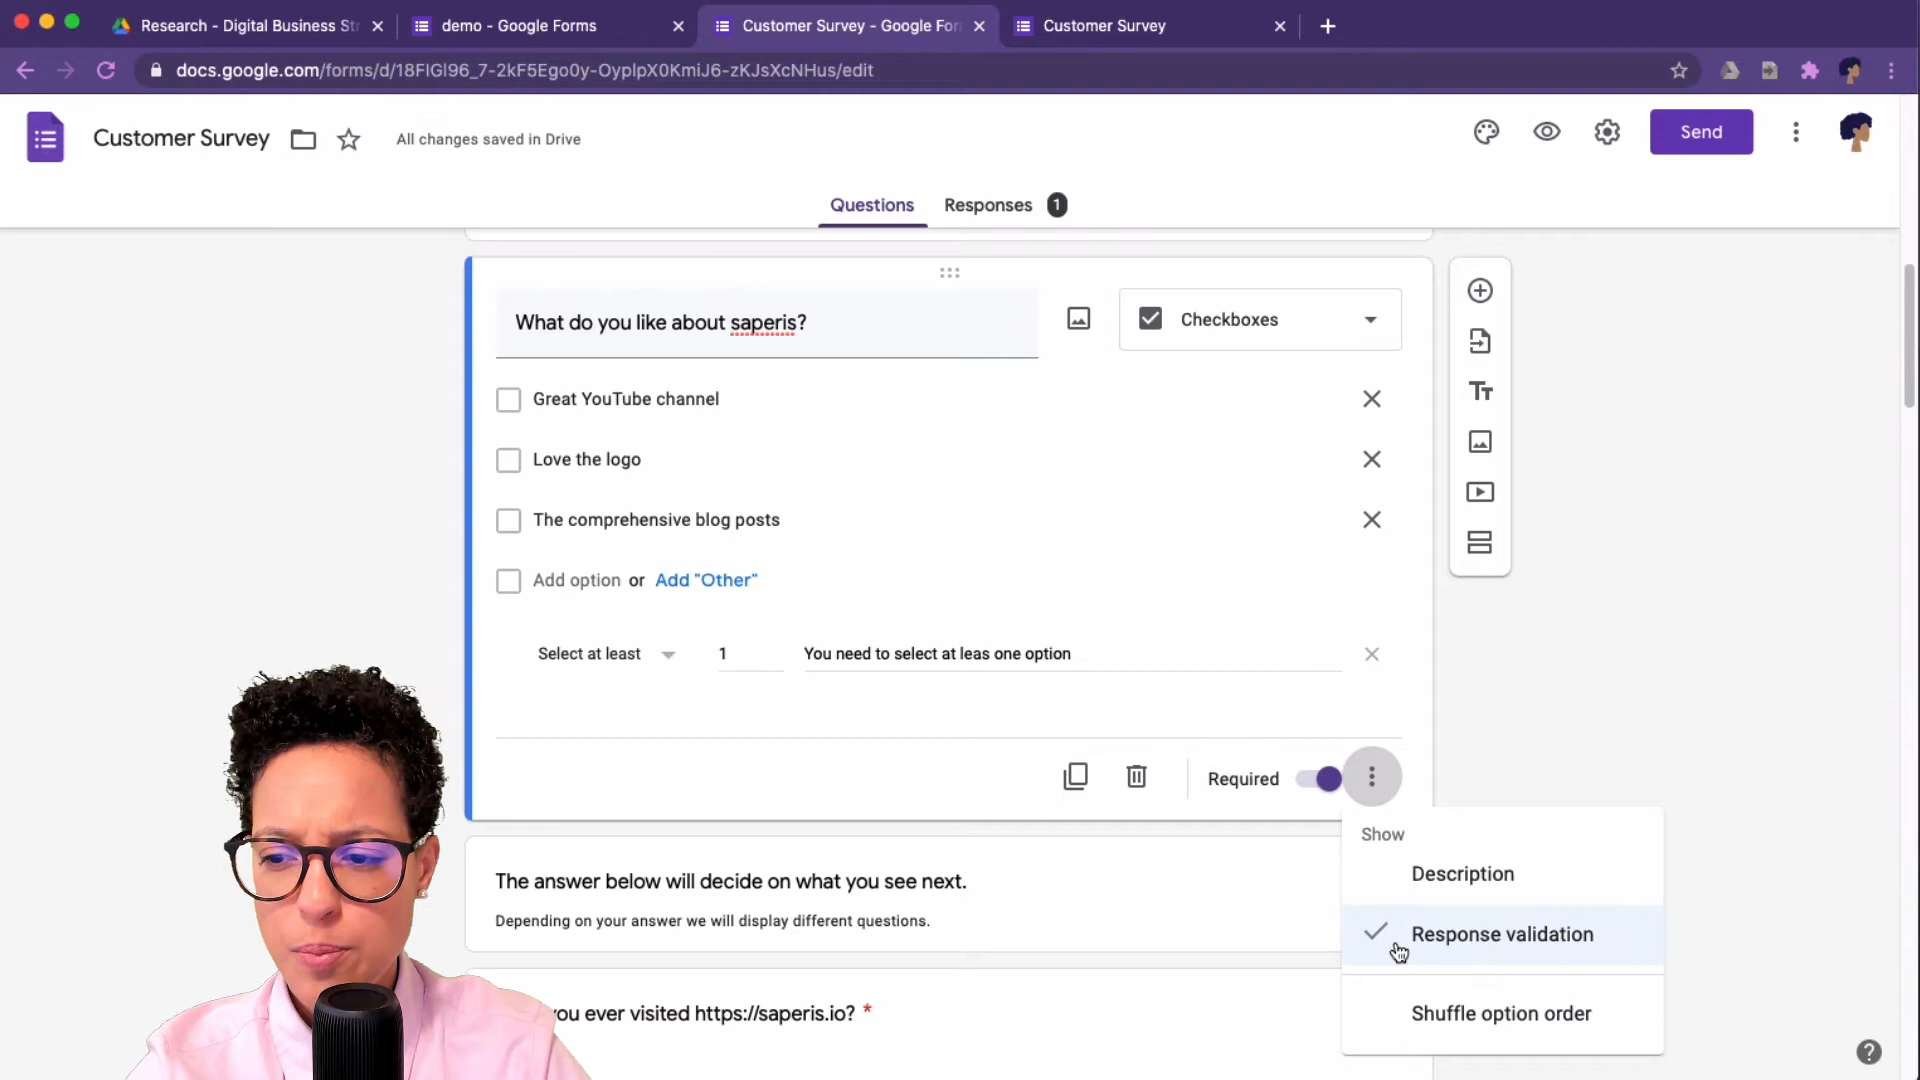 Research - Digital Business Str
demo - Google Forms
Customer Survey - Google For
Customer Survey
docs.google.com/forms/d/18FIGl96_7-2kF5Ego0y-OyplpX0KmiJ6-zKJsXcNHus/edit
Customer Survey
All changes saved in Drive
Send
Questions
Responses 1
What do you like about saperis?
Checkboxes
Great YouTube channel
Love the logo
The comprehensive blog posts
Add option or Add "Other"
Select at least 1 You need to select at leas one option
Required
Show
Description
Response validation
Shuffle option order
The answer below will decide on what you see next.
Depending on your answer we will display different questions.
you ever visited https://saperis.io? *